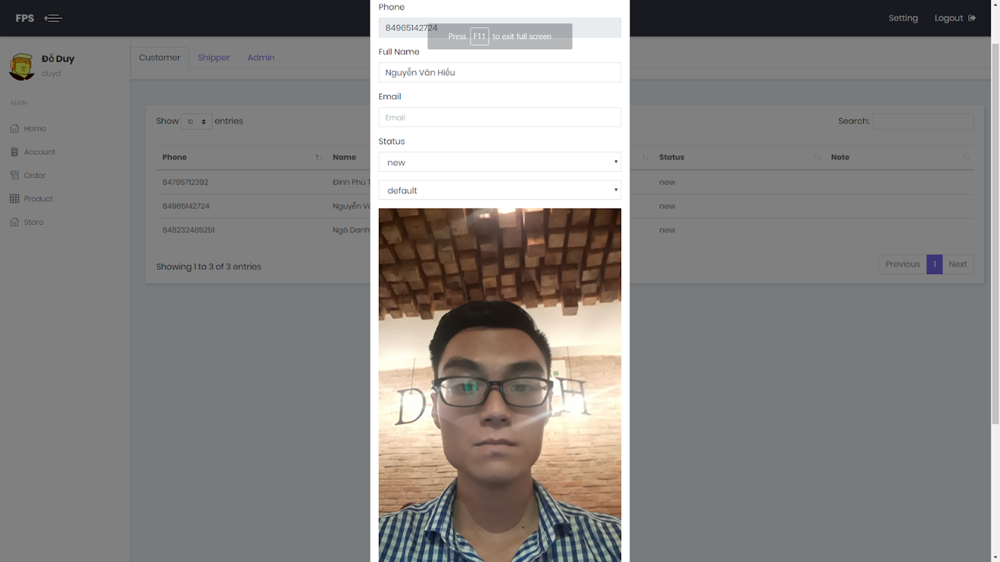 FPS
Setting
Logout
Đỗ Duy
duyd
MAIN
Home
Account
Order
Product
Store
Customer
Shipper
Admin
Show 10 entries
Search:
Phone
Name
Status
Note
84795712392
Đinh Phú T
new
84965142724
Nguyễn Vă
new
848232485251
Ngô Danh
new
Showing 1 to 3 of 3 entries
Previous
1
Next
Phone
84965142724
Press F11 to exit full screen
Full Name
Nguyễn Văn Hiếu
Email
Email
Status
new
default
D
H